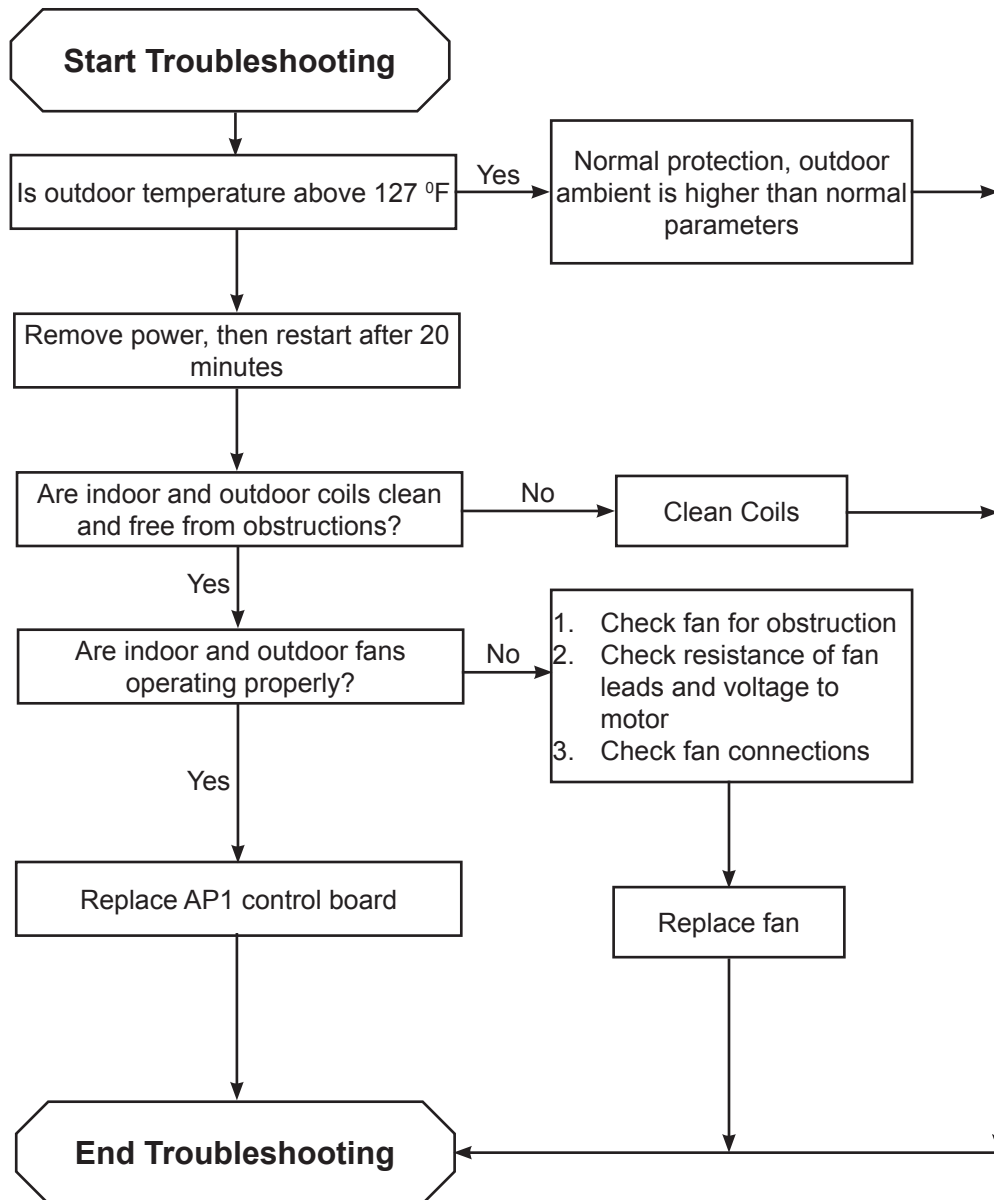 Start Troubleshooting
Is outdoor temperature above 127 ⁰F
Yes
Normal protection, outdoor
ambient is higher than normal
parameters
Remove power, then restart after 20
minutes
Are indoor and outdoor coils clean
and free from obstructions?
No
Clean Coils
Yes
Are indoor and outdoor fans
operating properly?
No
1. Check fan for obstruction
2. Check resistance of fan
leads and voltage to
motor
3. Check fan connections
Yes
Replace AP1 control board
Replace fan
End Troubleshooting